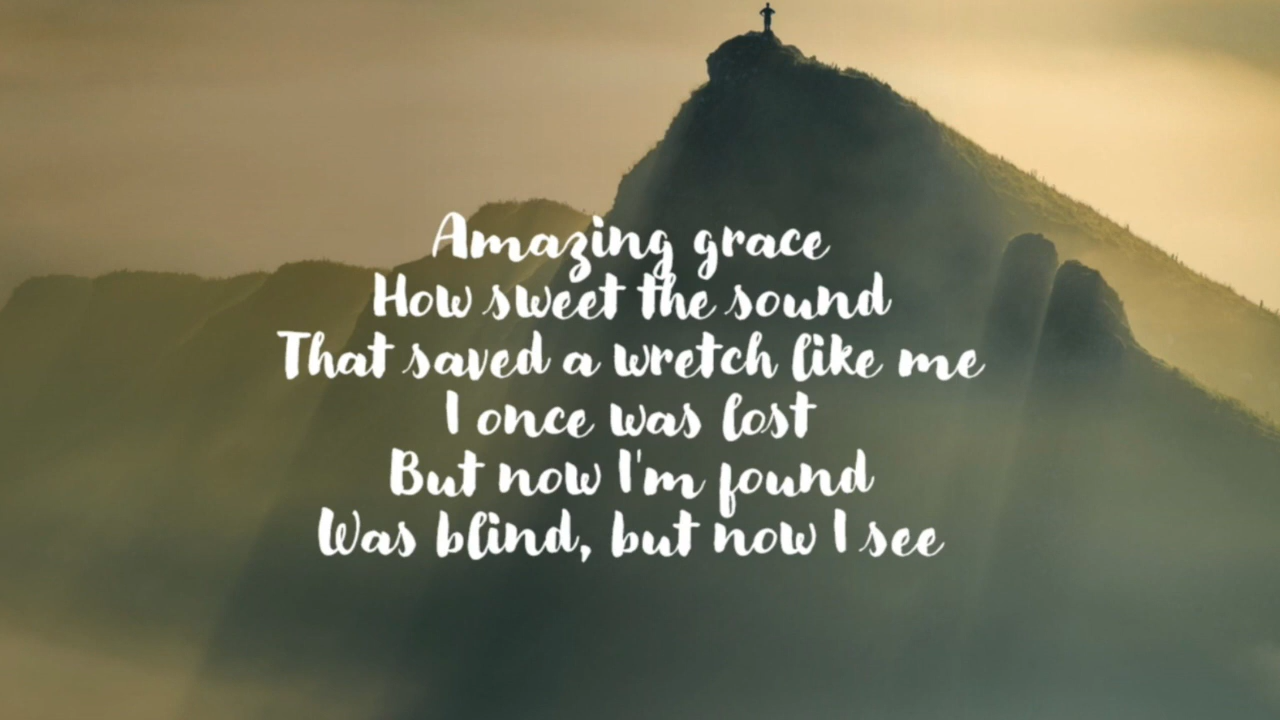 Amazing grace
How sweet the sound
That saved a wretch like me
I once was lost
But now I'm found
Was blind, but now I see